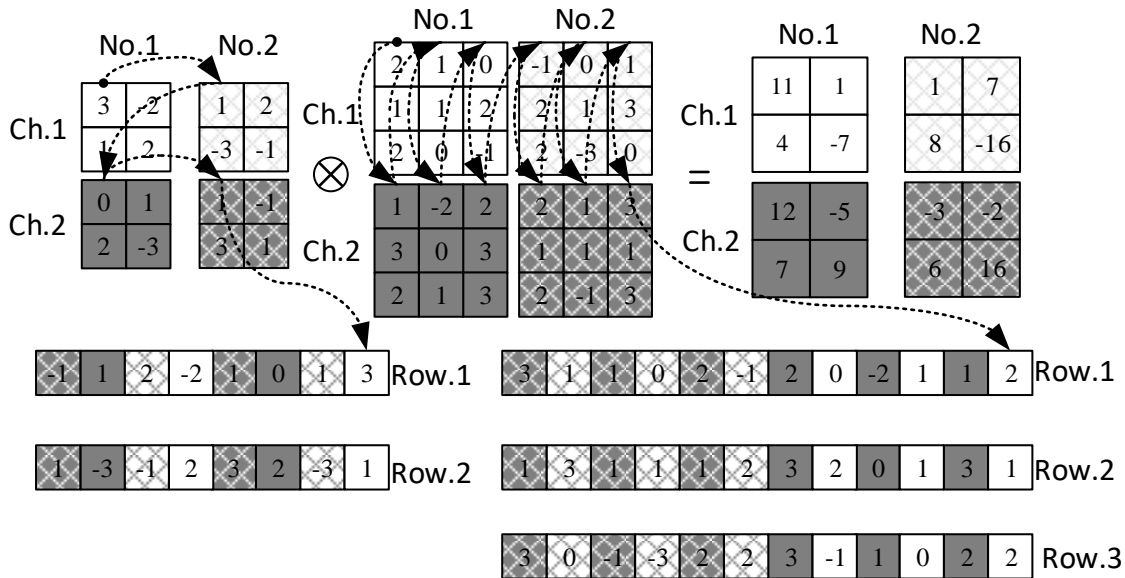 No.1 No.2 No.1 No.2 No.1 No.2
Ch.1 3 -2 1 2 Ch.1 2 1 0 -1 0 1 Ch.1 11 1 1 7
1 2 -3 -1 1 1 2 2 1 3 4 -7 8 -16
2 0 -1 2 -3 0
⊗ =
Ch.2 0 1 1 -1 Ch.2 1 -2 2 2 1 3 Ch.2 12 -5 -3 -2
2 -3 3 1 3 0 3 1 1 1 7 9 6 16
2 1 3 2 -1 3
-1 1 2 -2 1 0 1 3 Row.1
3 1 1 0 2 -1 2 0 -2 1 1 2 Row.1
1 -3 -1 2 3 2 -3 1 Row.2
1 3 1 1 1 2 3 2 0 1 3 1 Row.2
3 0 -1 -3 2 2 3 -1 1 0 2 2 Row.3